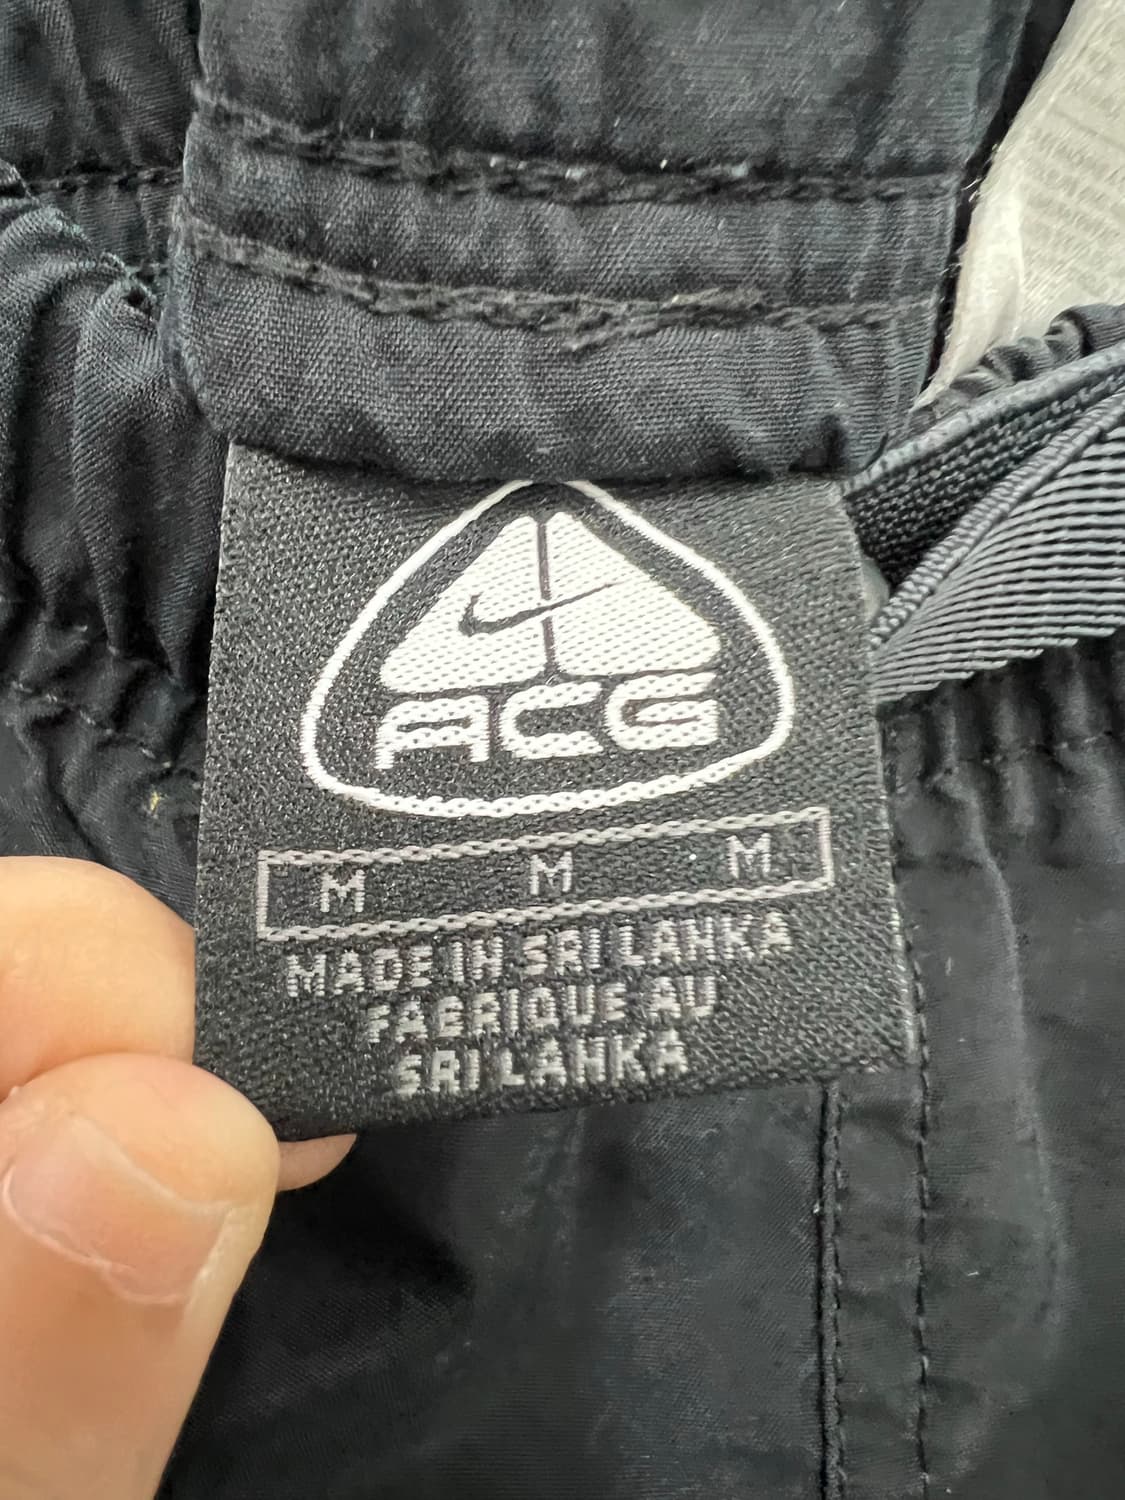 ACG
M M M
MADE IN SRI LANKA
FABRIQUE AU
SRI LANKA